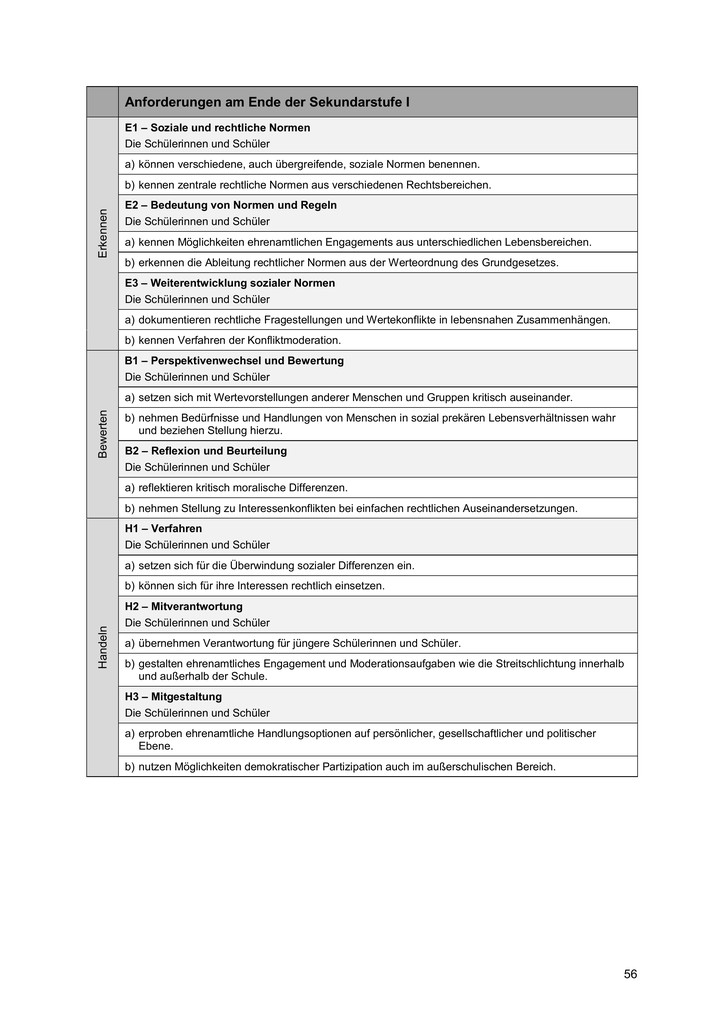 Anforderungen am Ende der Sekundarstufe I
Erkennen
E1 – Soziale und rechtliche Normen
Die Schülerinnen und Schüler
a) können verschiedene, auch übergreifende, soziale Normen benennen.
b) kennen zentrale rechtliche Normen aus verschiedenen Rechtsbereichen.
E2 – Bedeutung von Normen und Regeln
Die Schülerinnen und Schüler
a) kennen Möglichkeiten ehrenamtlichen Engagements aus unterschiedlichen Lebensbereichen.
b) erkennen die Ableitung rechtlicher Normen aus der Werteordnung des Grundgesetzes.
E3 – Weiterentwicklung sozialer Normen
Die Schülerinnen und Schüler
a) dokumentieren rechtliche Fragestellungen und Wertekonflikte in lebensnahen Zusammenhängen.
b) kennen Verfahren der Konfliktmoderation.
Bewerten
B1 – Perspektivenwechsel und Bewertung
Die Schülerinnen und Schüler
a) setzen sich mit Wertevorstellungen anderer Menschen und Gruppen kritisch auseinander.
b) nehmen Bedürfnisse und Handlungen von Menschen in sozial prekären Lebensverhältnissen wahr
und beziehen Stellung hierzu.
B2 – Reflexion und Beurteilung
Die Schülerinnen und Schüler
a) reflektieren kritisch moralische Differenzen.
b) nehmen Stellung zu Interessenkonflikten bei einfachen rechtlichen Auseinandersetzungen.
Handeln
H1 – Verfahren
Die Schülerinnen und Schüler
a) setzen sich für die Überwindung sozialer Differenzen ein.
b) können sich für ihre Interessen rechtlich einsetzen.
H2 – Mitverantwortung
Die Schülerinnen und Schüler
a) übernehmen Verantwortung für jüngere Schülerinnen und Schüler.
b) gestalten ehrenamtliches Engagement und Moderationsaufgaben wie die Streitschlichtung innerhalb
und außerhalb der Schule.
H3 – Mitgestaltung
Die Schülerinnen und Schüler
a) erproben ehrenamtliche Handlungsoptionen auf persönlicher, gesellschaftlicher und politischer
Ebene.
b) nutzen Möglichkeiten demokratischer Partizipation auch im außerschulischen Bereich.
56